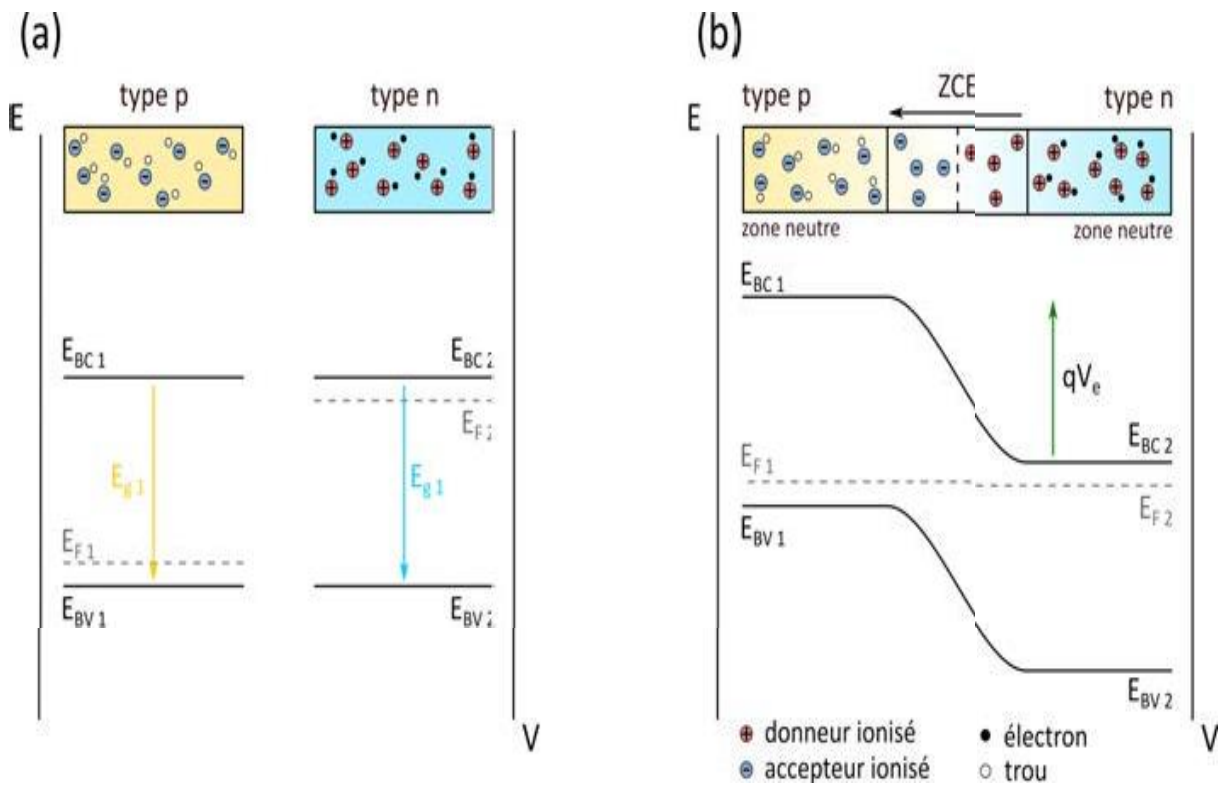 (a)
type p
type n
E
E_BC 1
E_BC 2
E_F 2
E_g 1
E_g 1
E_F 1
E_BV 1
E_BV 2
V
(b)
type p
ZCE
type n
E
zone neutre
zone neutre
E_BC 1
qV_e
E_BC 2
E_F 1
E_F 2
E_BV 1
E_BV 2
donneur ionisé
électron
accepteur ionisé
trou
V